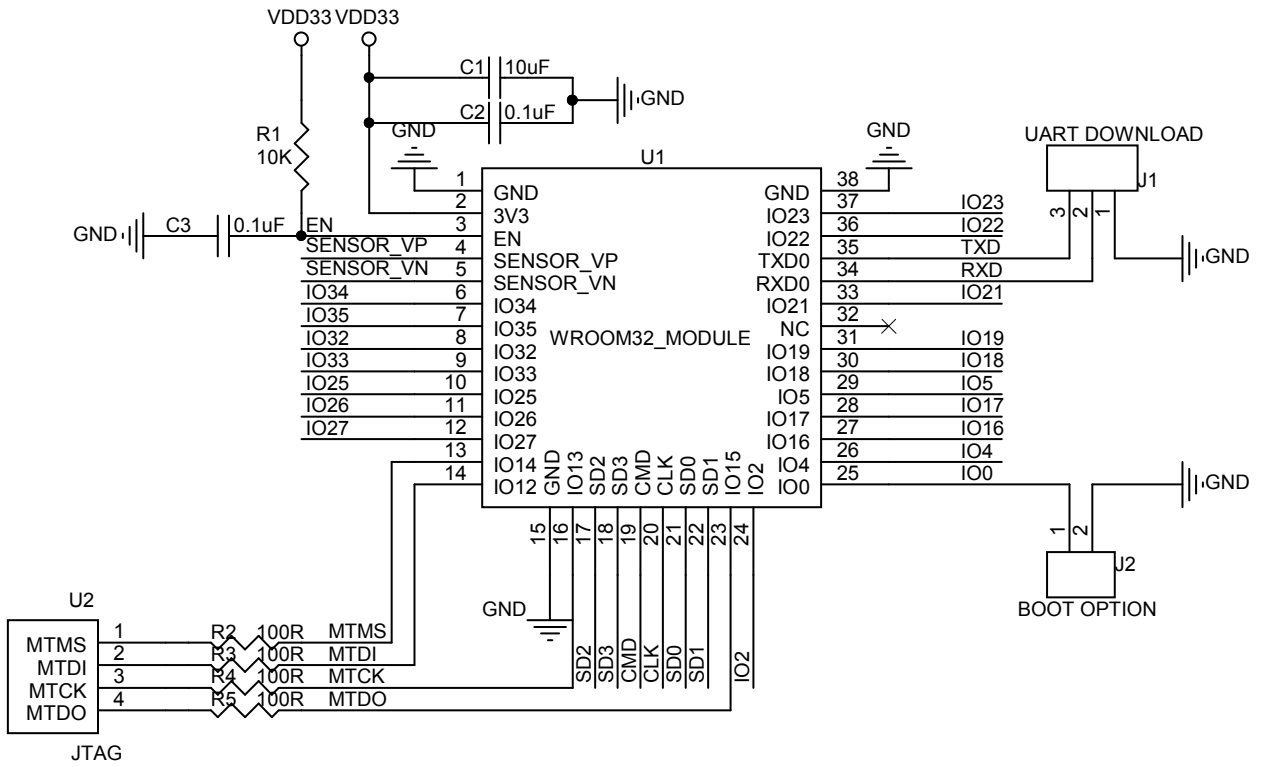 VDD33 VDD33
C1 10uF
GND
C2 0.1uF
R1
10K
GND
GND
UART DOWNLOAD
J1
3 2 1
GND
U1
WROOM32_MODULE
GND C3 0.1uF EN
SENSOR_VP
SENSOR_VN
IO34
IO35
IO32
IO33
IO25
IO26
IO27
1 GND
2 3V3
3 EN
4 SENSOR_VP
5 SENSOR_VN
6 IO34
7 IO35
8 IO32
9 IO33
10 IO25
11 IO26
12 IO27
13 IO14
14 IO12
GND 38
IO23 37 IO23
IO22 36 IO22
TXD0 35 TXD
RXD0 34 RXD
IO21 33 IO21
NC 32
IO19 31 IO19
IO18 30 IO18
IO5 29 IO5
IO17 28 IO17
IO16 27 IO16
IO4 26 IO4
IO0 25 IO0
GND IO13 SD2 SD3 CMD CLK SD0 SD1 IO15 IO2
15 16 17 18 19 20 21 22 23 24
GND
SD2 SD3 CMD CLK SD0 SD1 IO2
GND
1 2
J2
BOOT OPTION
U2
MTMS 1 R2 100R MTMS
MTDI 2 R3 100R MTDI
MTCK 3 R4 100R MTCK
MTDO 4 R5 100R MTDO
JTAG